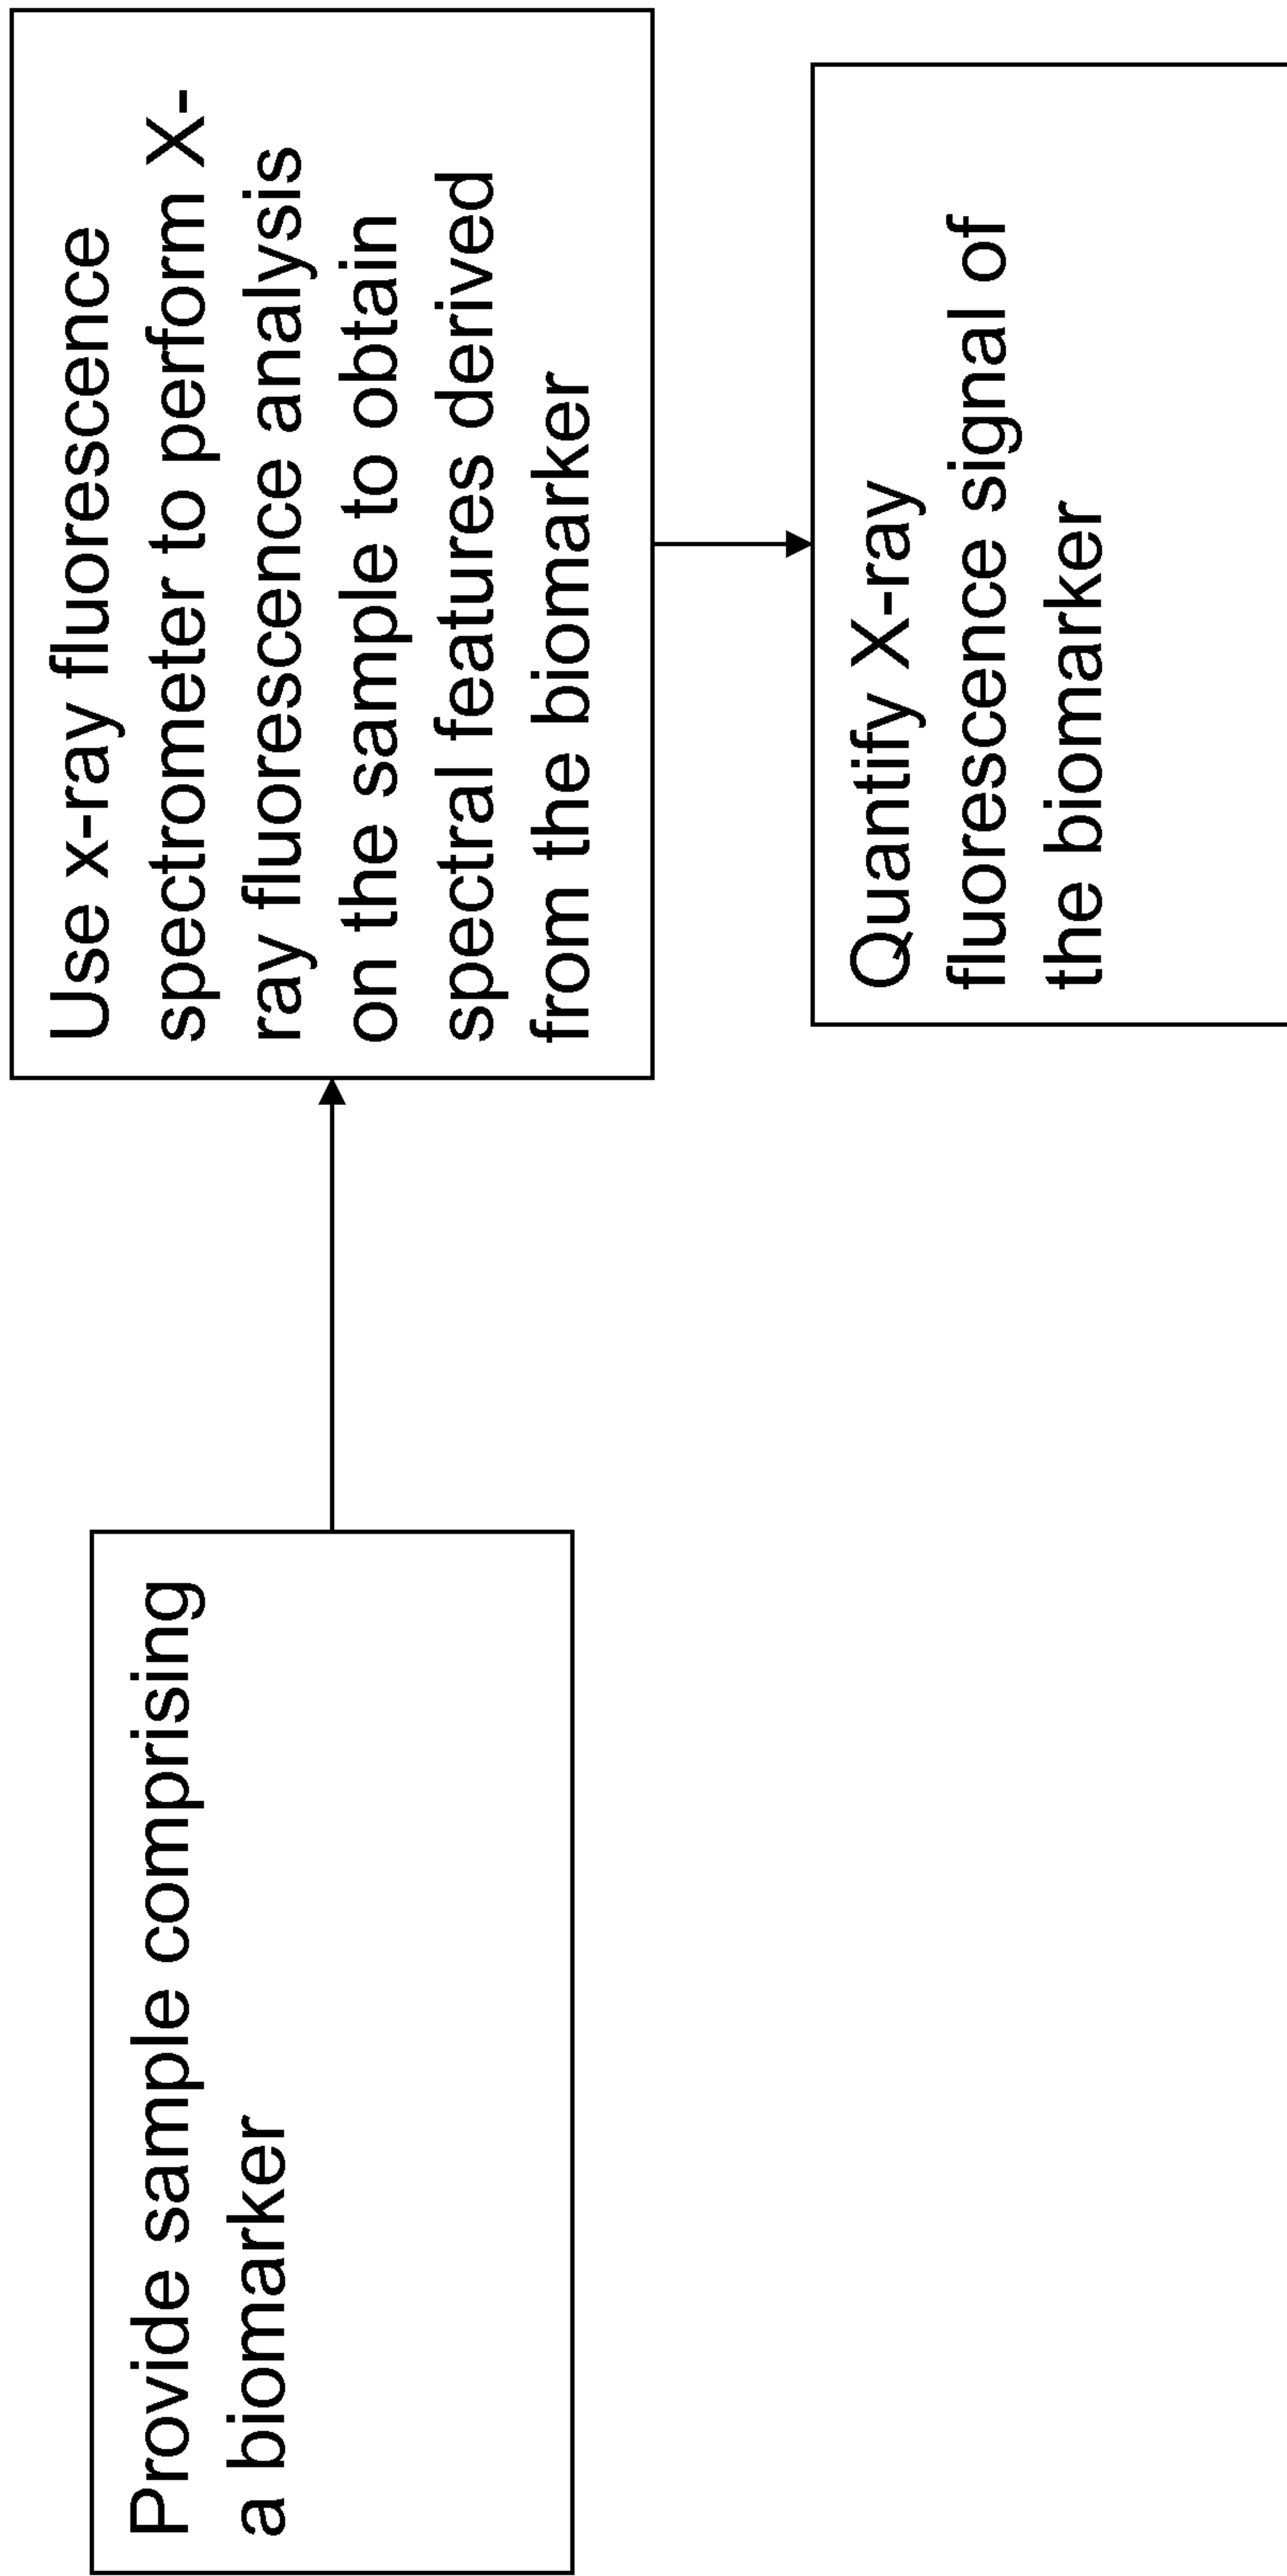 Provide sample comprising
a biomarker
Use x-ray fluorescence
spectrometer to perform X-
ray fluorescence analysis
on the sample to obtain
spectral features derived
from the biomarker
Quantify X-ray
fluorescence signal of
the biomarker